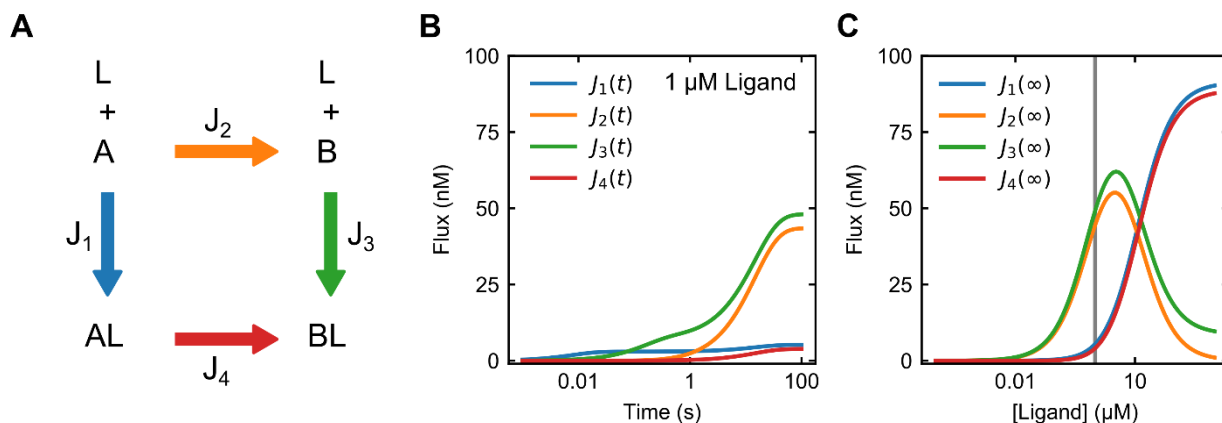 A
L
+
A
L
+
B
J₂
J₁
J₃
AL
BL
J₄
B
1 µM Ligand
J₁(t)
J₂(t)
J₃(t)
J₄(t)
Flux (nM)
100
75
50
25
0
0.01
1
100
Time (s)
C
J₁(∞)
J₂(∞)
J₃(∞)
J₄(∞)
Flux (nM)
100
75
50
25
0
0.01
10
[Ligand] (µM)